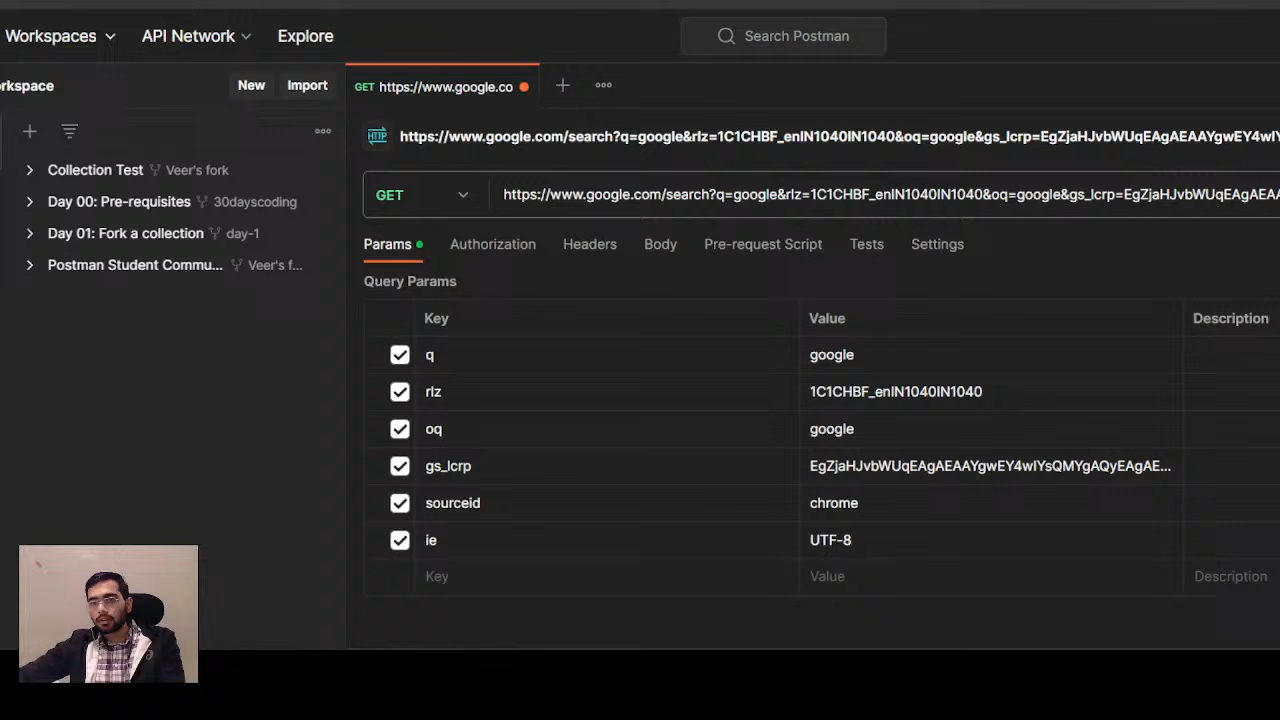 Workspaces API Network Explore Search Postman
rkspace New Import GET https://www.google.co
https://www.google.com/search?q=google&rlz=1C1CHBF_enIN1040IN1040&oq=google&gs_lcrp=EgZjaHJvbWUqEAgAEAAYgwEY4wI
Collection Test Veer's fork
GET https://www.google.com/search?q=google&rlz=1C1CHBF_enIN1040IN1040&oq=google&gs_lcrp=EgZjaHJvbWUqEAgAEA
Day 00: Pre-requisites 30dayscoding
Day 01: Fork a collection day-1
Params Authorization Headers Body Pre-request Script Tests Settings
Postman Student Commu... Veer's f...
Query Params
Key Value Description
q google
rlz 1C1CHBF_enIN1040IN1040
oq google
gs_lcrp EgZjaHJvbWUqEAgAEAAYgwEY4wIYsQMYgAQyEAgAE...
sourceid chrome
ie UTF-8
Key Value Description